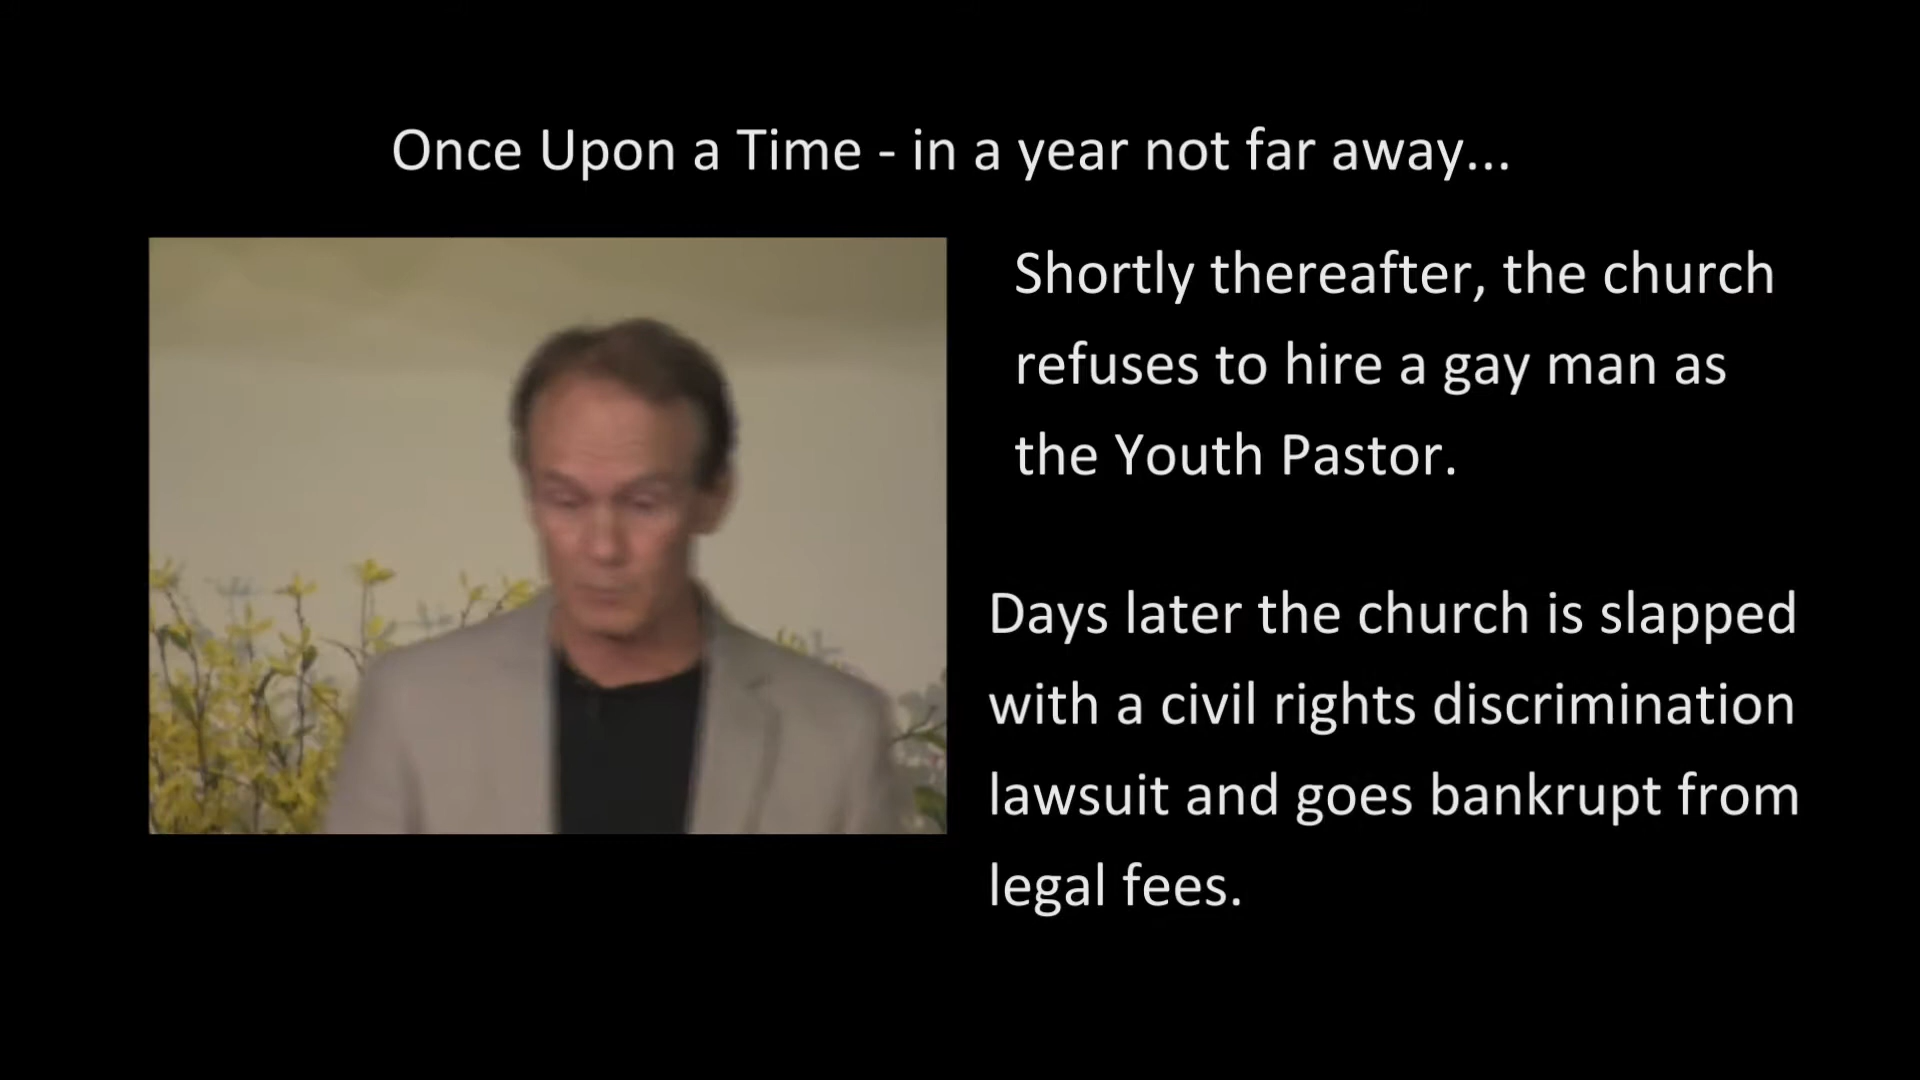 Once Upon a Time - in a year not far away...
Shortly thereafter, the church
refuses to hire a gay man as
the Youth Pastor.
Days later the church is slapped
with a civil rights discrimination
lawsuit and goes bankrupt from
legal fees.